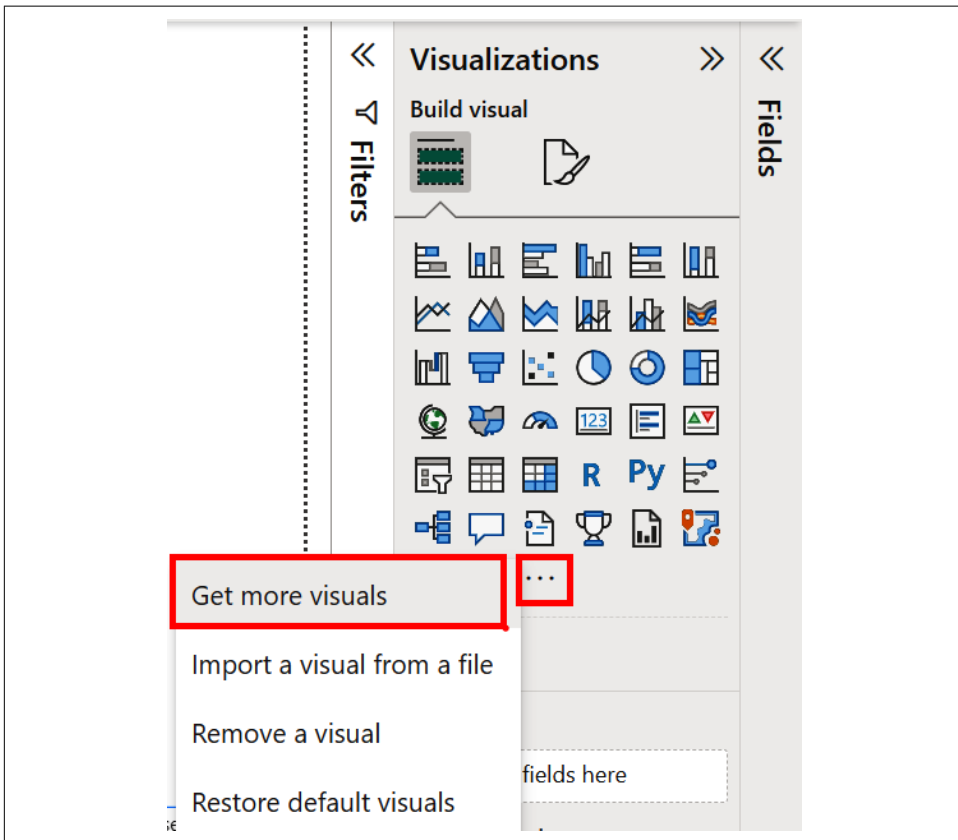 Visualizations
Build visual
Filters
Fields
123
R
Py
...
Get more visuals
Import a visual from a file
Remove a visual
Restore default visuals
fields here
se